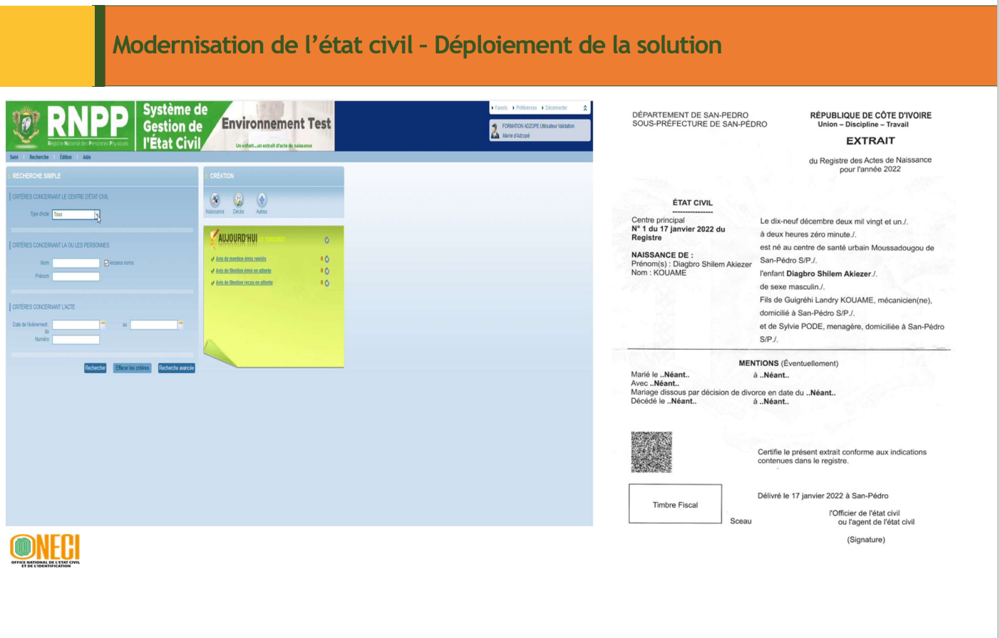 Modernisation de l’état civil – Déploiement de la solution
RNPP
Registre National des Personnes Physiques
Système de
Gestion de
l'État Civil
Environnement Test
Un enfant...un extrait d'acte de naissance
Favoris
Préférences
Déconnecter
FORMATION ADZOPE Utilisateur Validation
Mairie d'Adzopé
Suivi
Recherche
Édition
Aide
RECHERCHE SIMPLE
CRITÈRES CONCERNANT LE CENTRE D'ÉTAT CIVIL
Type d'Acte
Tous
CRITÈRES CONCERNANT LA OU LES PERSONNES
Nom
Anciens noms
Prénom
CRITÈRES CONCERNANT L'ACTE
Date de l'événement :
du
au
Numéro
Rechercher
Effacer les critères
Recherche avancée
CRÉATION
Naissance
Décès
Autres
AUJOURD'HUI
Avis de mention émis rejetés 0
Avis de Mention émis en attente 0
Avis de Mention recus en attente 0
ONECI
OFFICE NATIONAL DE L'ETAT CIVIL
ET DE L'IDENTIFICATION
DÉPARTEMENT DE SAN-PEDRO
SOUS-PRÉFECTURE DE SAN-PÉDRO
RÉPUBLIQUE DE CÔTE D'IVOIRE
Union – Discipline – Travail
EXTRAIT
du Registre des Actes de Naissance
pour l'année 2022
ÉTAT CIVIL
----------------
Centre principal
N° 1 du 17 janvier 2022 du
Registre
NAISSANCE DE :
Prénom(s) : Diagbro Shilem Akiezer
Nom : KOUAME
Le dix-neuf décembre deux mil vingt et un./.
à deux heures zéro minute./.
est né au centre de santé urbain Moussadougou de
San-Pédro S/P./.
l'enfant Diagbro Shilem Akiezer./.
de sexe masculin./.
Fils de Guigréhi Landry KOUAME, mécanicien(ne),
domicilié à San-Pédro S/P./.
et de Sylvie PODE, menagère, domiciliée à San-Pédro
S/P./.
MENTIONS (Éventuellement)
Marié le ..Néant.. à ..Néant..
Avec ..Néant..
Mariage dissous par décision de divorce en date du ..Néant..
Décédé le ..Néant.. à ..Néant..
Certifie le présent extrait conforme aux indications
contenues dans le registre.
Timbre Fiscal
Sceau
Délivré le 17 janvier 2022 à San-Pédro
l'Officier de l'état civil
ou l'agent de l'état civil
(Signature)